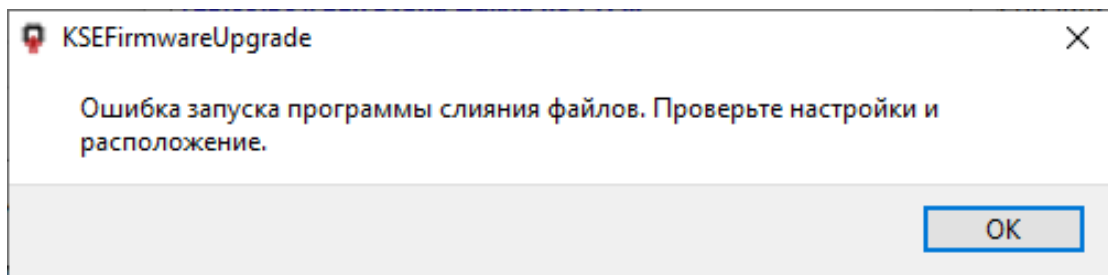 KSEFirmwareUpgrade
Ошибка запуска программы слияния файлов. Проверьте настройки и
расположение.
OK